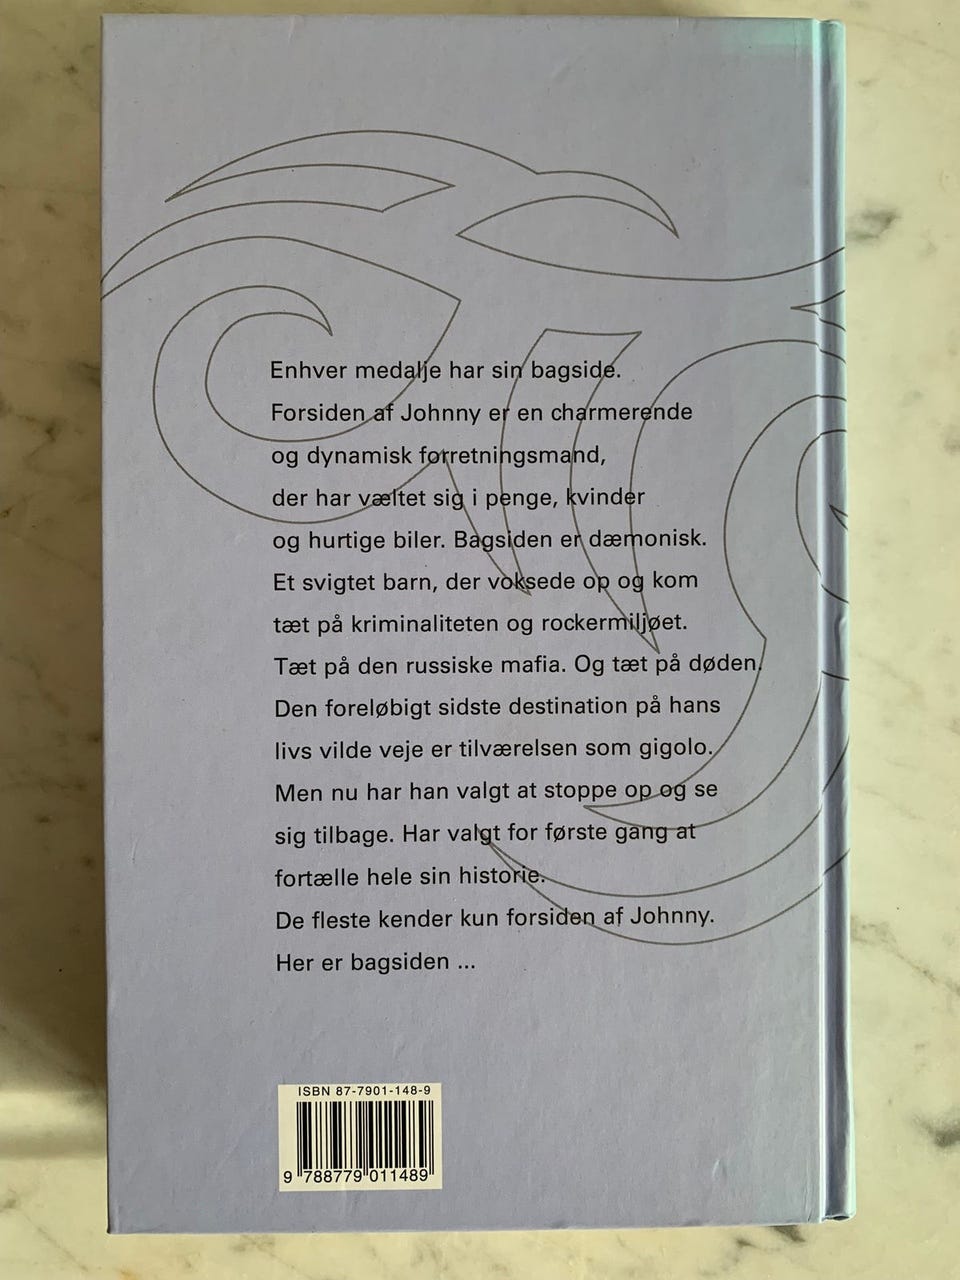 Enhver medalje har sin bagside.
Forsiden af Johnny er en charmerende
og dynamisk forretningsmand,
der har væltet sig i penge, kvinder
og hurtige biler. Bagsiden er dæmonisk.
Et svigtet barn, der voksede op og kom
tæt på kriminaliteten og rockermiljøet.
Tæt på den russiske mafia. Og tæt på døden.
Den foreløbigt sidste destination på hans
livs vilde veje er tilværelsen som gigolo.
Men nu har han valgt at stoppe op og se
sig tilbage. Har valgt for første gang at
fortælle hele sin historie.
De fleste kender kun forsiden af Johnny.
Her er bagsiden ...
ISBN 87-7901-148-9
9 788779 011489